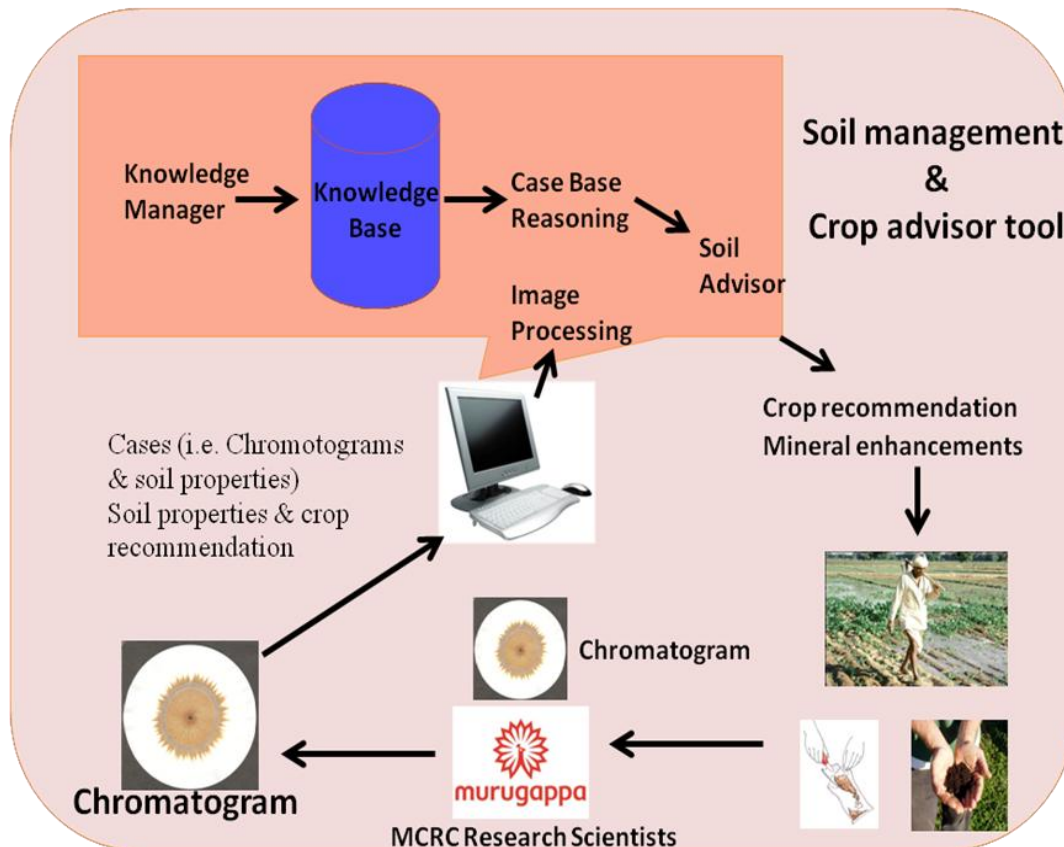 Soil management
&
Crop advisor tool
Knowledge
Manager
Knowledge
Base
Case Base
Reasoning
Soil
Advisor
Image
Processing
Crop recommendation
Mineral enhancements
Cases (i.e. Chromotograms
& soil properties)
Soil properties & crop
recommendation
Chromatogram
murugappa
MCRC Research Scientists
Chromatogram